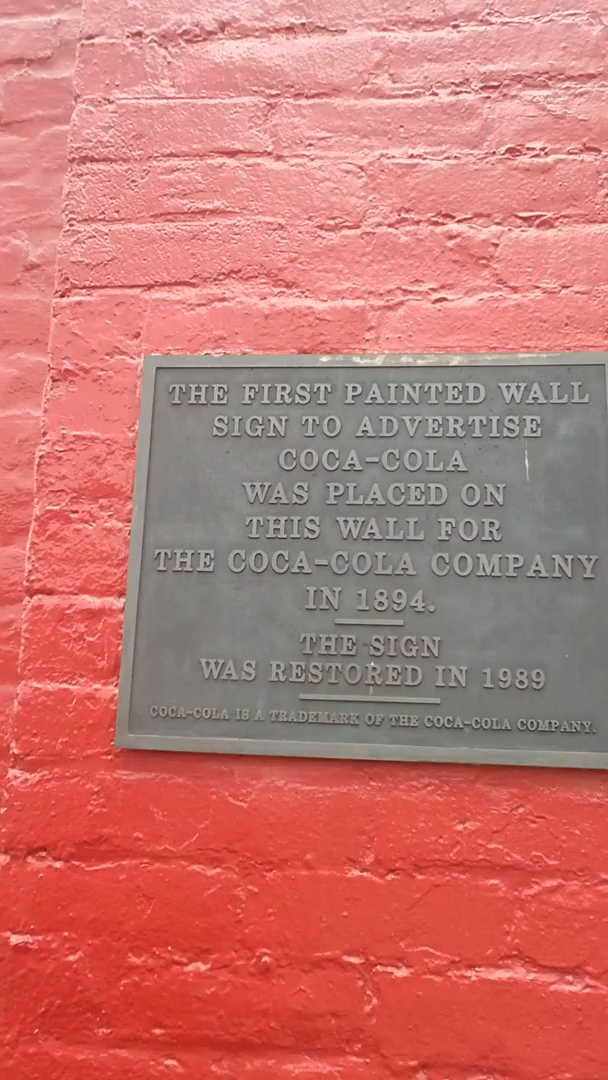 THE FIRST PAINTED WALL
SIGN TO ADVERTISE
COCA-COLA
WAS PLACED ON
THIS WALL FOR
THE COCA-COLA COMPANY
IN 1894.
THE SIGN
WAS RESTORED IN 1989
COCA-COLA IS A TRADEMARK OF THE COCA-COLA COMPANY.